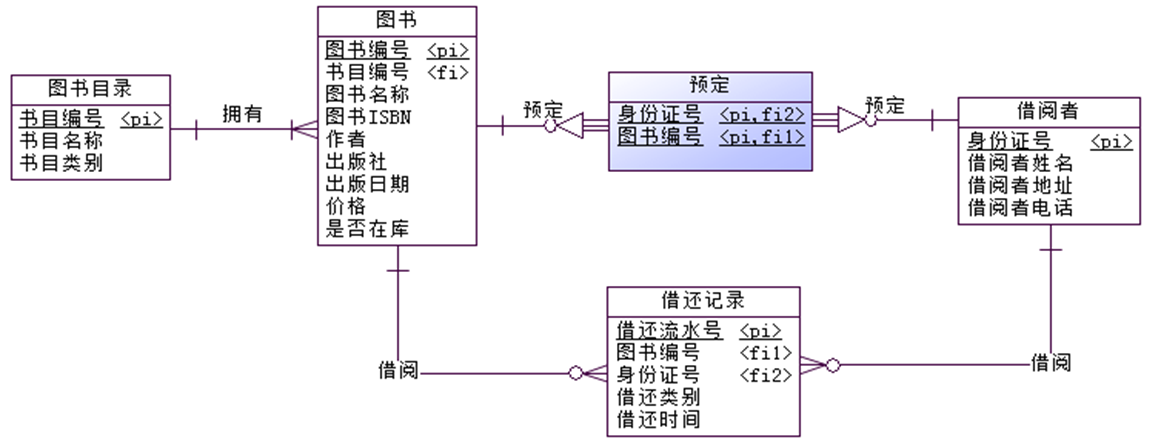 图书目录
书目编号 <pi>
书目名称
书目类别
拥有
图书
图书编号 <pi>
书目编号 <fi>
图书名称
图书ISBN
作者
出版社
出版日期
价格
是否在库
预定
预定
身份证号 <pi,fi2>
图书编号 <pi,fi1>
预定
借阅者
身份证号 <pi>
借阅者姓名
借阅者地址
借阅者电话
借阅
借还记录
借还流水号 <pi>
图书编号 <fi1>
身份证号 <fi2>
借还类别
借还时间
借阅